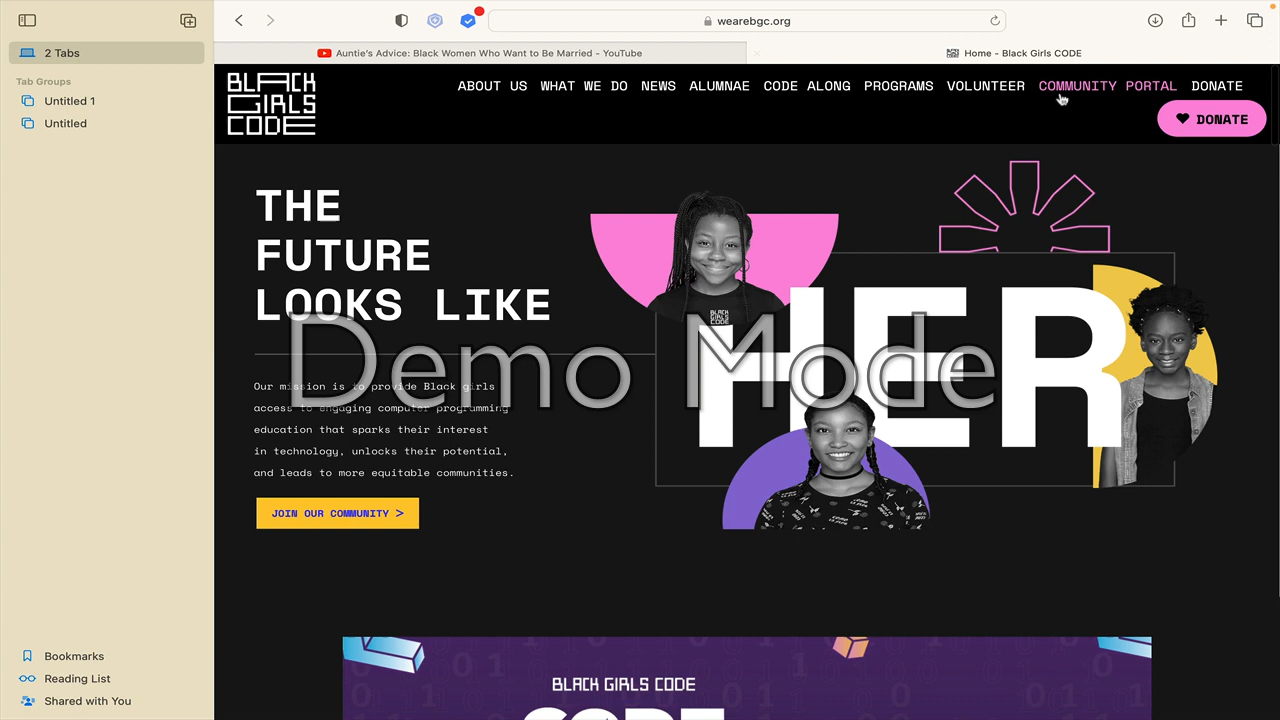 wearebgc.org
2 Tabs
Auntie's Advice: Black Women Who Want to Be Married - YouTube
Home - Black Girls CODE
Tab Groups
Untitled 1
Untitled
BLACK
GIRLS
CODE
ABOUT US WHAT WE DO NEWS ALUMNAE CODE ALONG PROGRAMS VOLUNTEER COMMUNITY PORTAL DONATE
DONATE
THE
FUTURE
LOOKS LIKE
HER
BLACK
GIRLS
CODE
Demo Mode
Our mission is to provide Black girls
access to engaging computer programming
education that sparks their interest
in technology, unlocks their potential,
and leads to more equitable communities.
JOIN OUR COMMUNITY >
BLACK GIRLS CODE
CODE
Bookmarks
Reading List
Shared with You